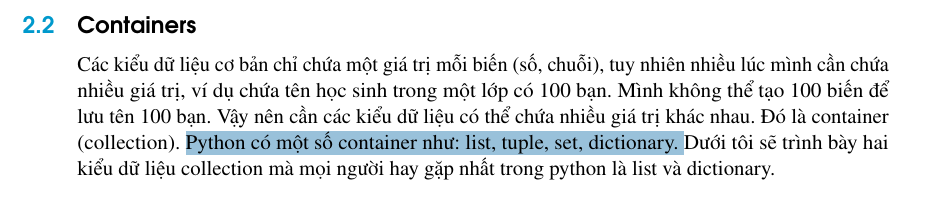 2.2 Containers
Các kiểu dữ liệu cơ bản chỉ chứa một giá trị mỗi biến (số, chuỗi), tuy nhiên nhiều lúc mình cần chứa
nhiều giá trị, ví dụ chứa tên học sinh trong một lớp có 100 bạn. Mình không thể tạo 100 biến để
lưu tên 100 bạn. Vậy nên cần các kiểu dữ liệu có thể chứa nhiều giá trị khác nhau. Đó là container
(collection). Python có một số container như: list, tuple, set, dictionary. Dưới tôi sẽ trình bày hai
kiểu dữ liệu collection mà mọi người hay gặp nhất trong python là list và dictionary.